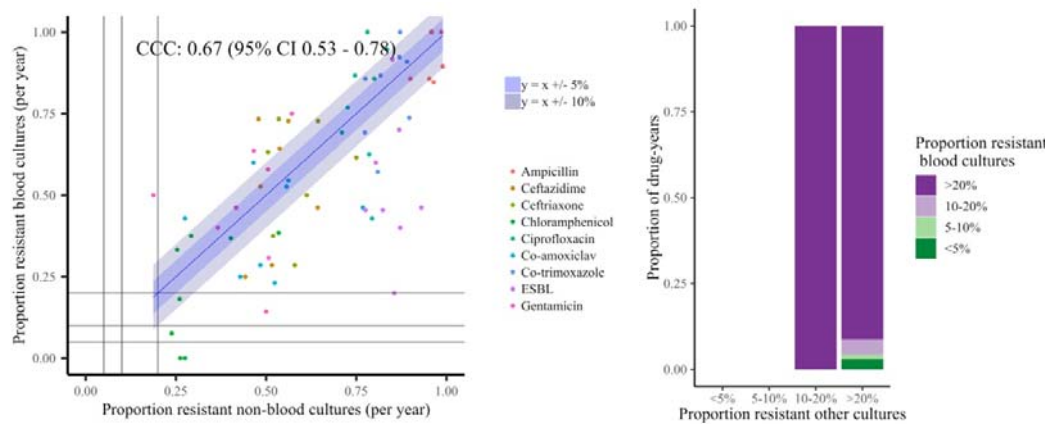 CCC: 0.67 (95% CI 0.53 - 0.78)
Proportion resistant blood cultures (per year)
1.00
0.75
0.50
0.25
0.00
0.00 0.25 0.50 0.75 1.00
Proportion resistant non-blood cultures (per year)
y = x +/- 5%
y = x +/- 10%
Ampicillin
Ceftazidime
Ceftriaxone
Chloramphenicol
Ciprofloxacin
Co-amoxiclav
Co-trimoxazole
ESBL
Gentamicin
Proportion of drug-years
1.00
0.75
0.50
0.25
0.00
<5% 5-10% 10-20% >20%
Proportion resistant other cultures
Proportion resistant
blood cultures
>20%
10-20%
5-10%
<5%